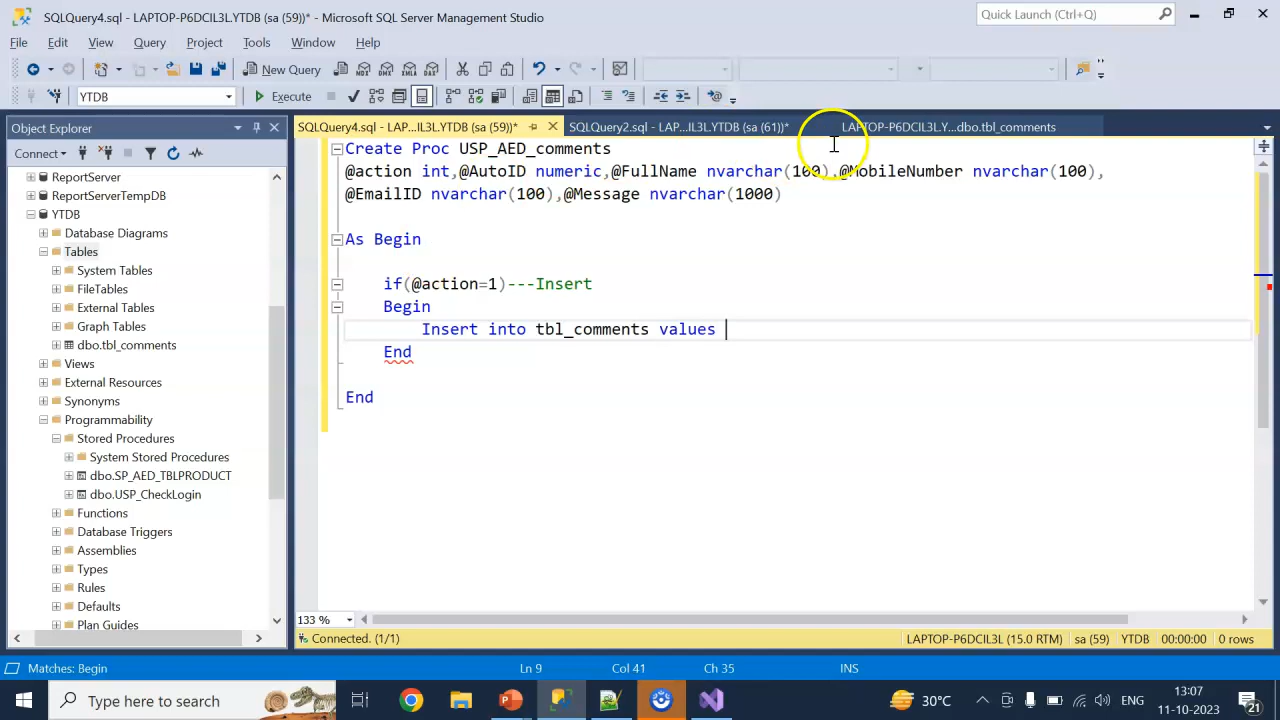 SQLQuery4.sql - LAPTOP-P6DCIL3L.YTDB (sa (59))* - Microsoft SQL Server Management Studio
Quick Launch (Ctrl+Q)
File Edit View Query Project Tools Window Help
New Query
MDX DMX XMLA DAX
YTDB
Execute
Object Explorer
SQLQuery4.sql - LAP...IL3L.YTDB (sa (59))*
SQLQuery2.sql - LAP...IL3L.YTDB (sa (61))*
LAPTOP-P6DCIL3L.Y...dbo.tbl_comments
Connect
ReportServer
ReportServerTempDB
YTDB
Database Diagrams
Tables
System Tables
FileTables
External Tables
Graph Tables
dbo.tbl_comments
Views
External Resources
Synonyms
Programmability
Stored Procedures
System Stored Procedures
dbo.SP_AED_TBLPRODUCT
dbo.USP_CheckLogin
Functions
Database Triggers
Assemblies
Types
Rules
Defaults
Plan Guides
Create Proc USP_AED_comments
@action int,@AutoID numeric,@FullName nvarchar(100),@MobileNumber nvarchar(100),
@EmailID nvarchar(100),@Message nvarchar(1000)
As Begin
if(@action=1)---Insert
Begin
Insert into tbl_comments values
End
End
133 %
Connected. (1/1)
LAPTOP-P6DCIL3L (15.0 RTM) sa (59) YTDB 00:00:00 0 rows
Matches: Begin Ln 9 Col 41 Ch 35 INS
Type here to search
30°C ENG 13:07
11-10-2023
21